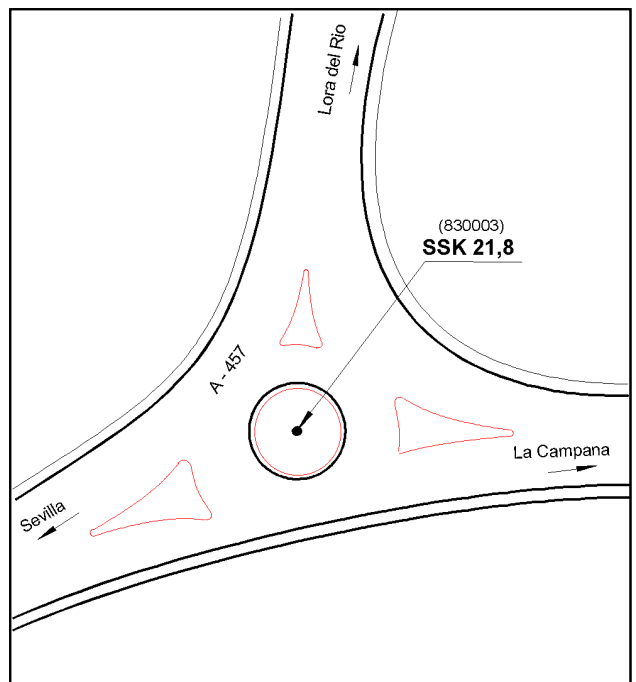 Lora del Rio
(830003)
SSK 21,8
A - 457
La Campana
Sevilla